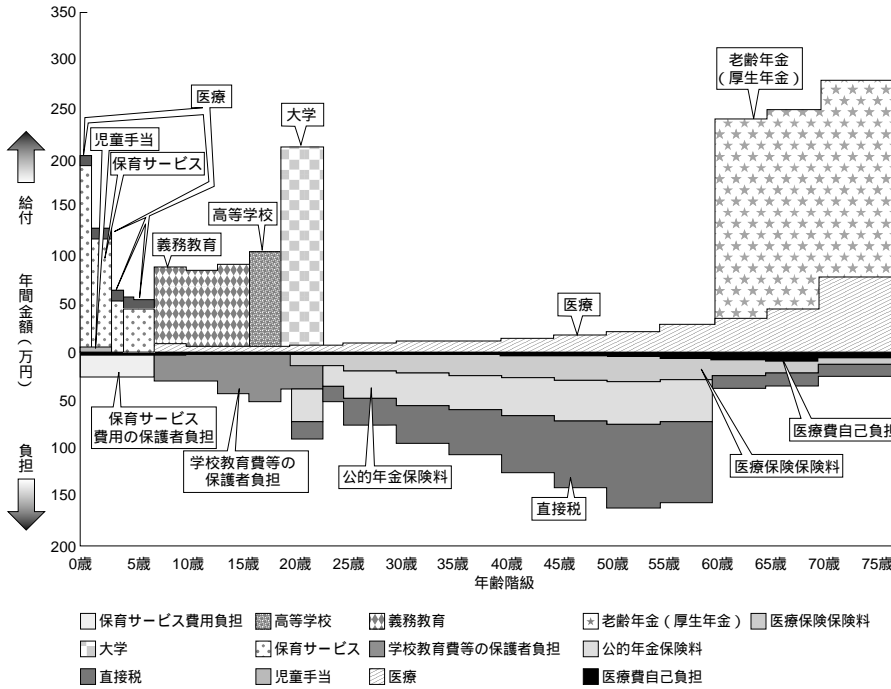 350
300
250
200
150
100
50
0
50
100
150
200
給付
年間金額(万円)
負担
医療
児童手当
保育サービス
義務教育
高等学校
大学
医療
老齢年金
(厚生年金)
保育サービス
費用の保護者負担
学校教育費等の
保護者負担
公的年金保険料
直接税
医療保険保険料
医療費自己負担
0歳 5歳 10歳 15歳 20歳 25歳 30歳 35歳 40歳 45歳 50歳 55歳 60歳 65歳 70歳 75歳
年齢階級
保育サービス費用負担 高等学校 義務教育 老齢年金(厚生年金) 医療保険保険料
大学 保育サービス 学校教育費等の保護者負担 公的年金保険料
直接税 児童手当 医療 医療費自己負担